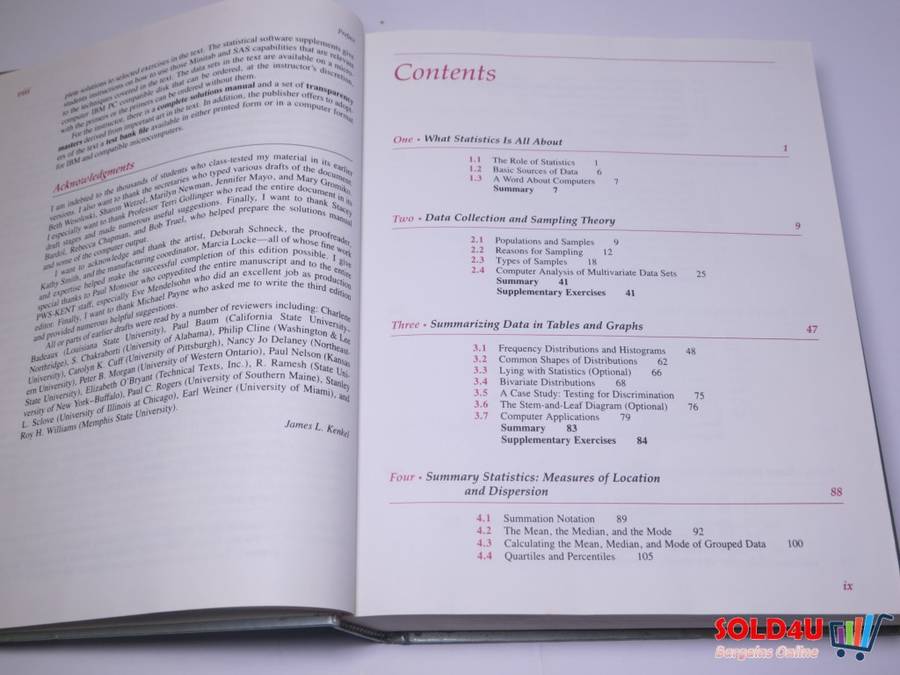 viii
Preface
plete solutions to selected exercises in the text. The statistical software supplements give
students instructions on how to use those Minitab and SAS capabilities that are relevant
to the techniques covered in the text. The data sets in the text are available on a micro-
computer IBM PC compatible disk that can be ordered, at the instructor's discretion,
with the primers or the primers can be ordered without them.
For the instructor, there is a complete solutions manual and a set of transparency
masters derived from important art in the text. In addition, the publisher offers to adopt-
ers of the text a test bank file available in either printed form or in a computer format
for IBM and compatible microcomputers.
Acknowledgments
I am indebted to the thousands of students who class-tested my material in its earlier
versions. I also want to thank the secretaries who typed various drafts of the document,
Beth Wesoloski, Sharon Wetzel, Marilyn Newman, Jennifer Mayo, and Mary Gromiko.
I especially want to thank Professor Terri Gollinger who read the entire document in its
draft stages and made numerous useful suggestions. Finally, I want to thank Stacey
Bardol, Rebecca Chapman, and Bob Truel, who helped prepare the solutions manual
and some of the computer output.
I want to acknowledge and thank the artist, Deborah Schneck, the proofreader,
Kathy Smith, and the manufacturing coordinator, Marcia Locke—all of whose fine work
and expertise helped make the successful completion of this edition possible. I give
special thanks to Paul Monsour who copyedited the entire manuscript and to the entire
PWS-KENT staff, especially Eve Mendelsohn who did an excellent job as production
editor. Finally, I want to thank Michael Payne who asked me to write the third edition
and provided numerous helpful suggestions.
All or parts of earlier drafts were read by a number of reviewers including: Charlene
Badeaux (Louisiana State University), Paul Baum (California State University–
Northridge), S. Chakraborti (University of Alabama), Philip Cline (Washington & Lee
University), Carolyn K. Cuff (University of Pittsburgh), Nancy Jo Delaney (Northeast-
ern University), Peter B. Morgan (University of Western Ontario), Paul Nelson (Kansas
State University), Elizabeth O'Bryant (Technical Texts, Inc.), R. Ramesh (State Uni-
versity of New York–Buffalo), Paul C. Rogers (University of Southern Maine), Stanley
L. Sclove (University of Illinois at Chicago), Earl Weiner (University of Miami), and
Roy H. Williams (Memphis State University).
James L. Kenkel
Contents
One • What Statistics Is All About 1
1.1 The Role of Statistics 1
1.2 Basic Sources of Data 6
1.3 A Word About Computers 7
Summary 7
Two • Data Collection and Sampling Theory 9
2.1 Populations and Samples 9
2.2 Reasons for Sampling 12
2.3 Types of Samples 18
2.4 Computer Analysis of Multivariate Data Sets 25
Summary 41
Supplementary Exercises 41
Three • Summarizing Data in Tables and Graphs 47
3.1 Frequency Distributions and Histograms 48
3.2 Common Shapes of Distributions 62
3.3 Lying with Statistics (Optional) 66
3.4 Bivariate Distributions 68
3.5 A Case Study: Testing for Discrimination 75
3.6 The Stem-and-Leaf Diagram (Optional) 76
3.7 Computer Applications 79
Summary 83
Supplementary Exercises 84
Four • Summary Statistics: Measures of Location
and Dispersion 88
4.1 Summation Notation 89
4.2 The Mean, the Median, and the Mode 92
4.3 Calculating the Mean, Median, and Mode of Grouped Data 100
4.4 Quartiles and Percentiles 105
ix
SOLD4U
Bargains Online